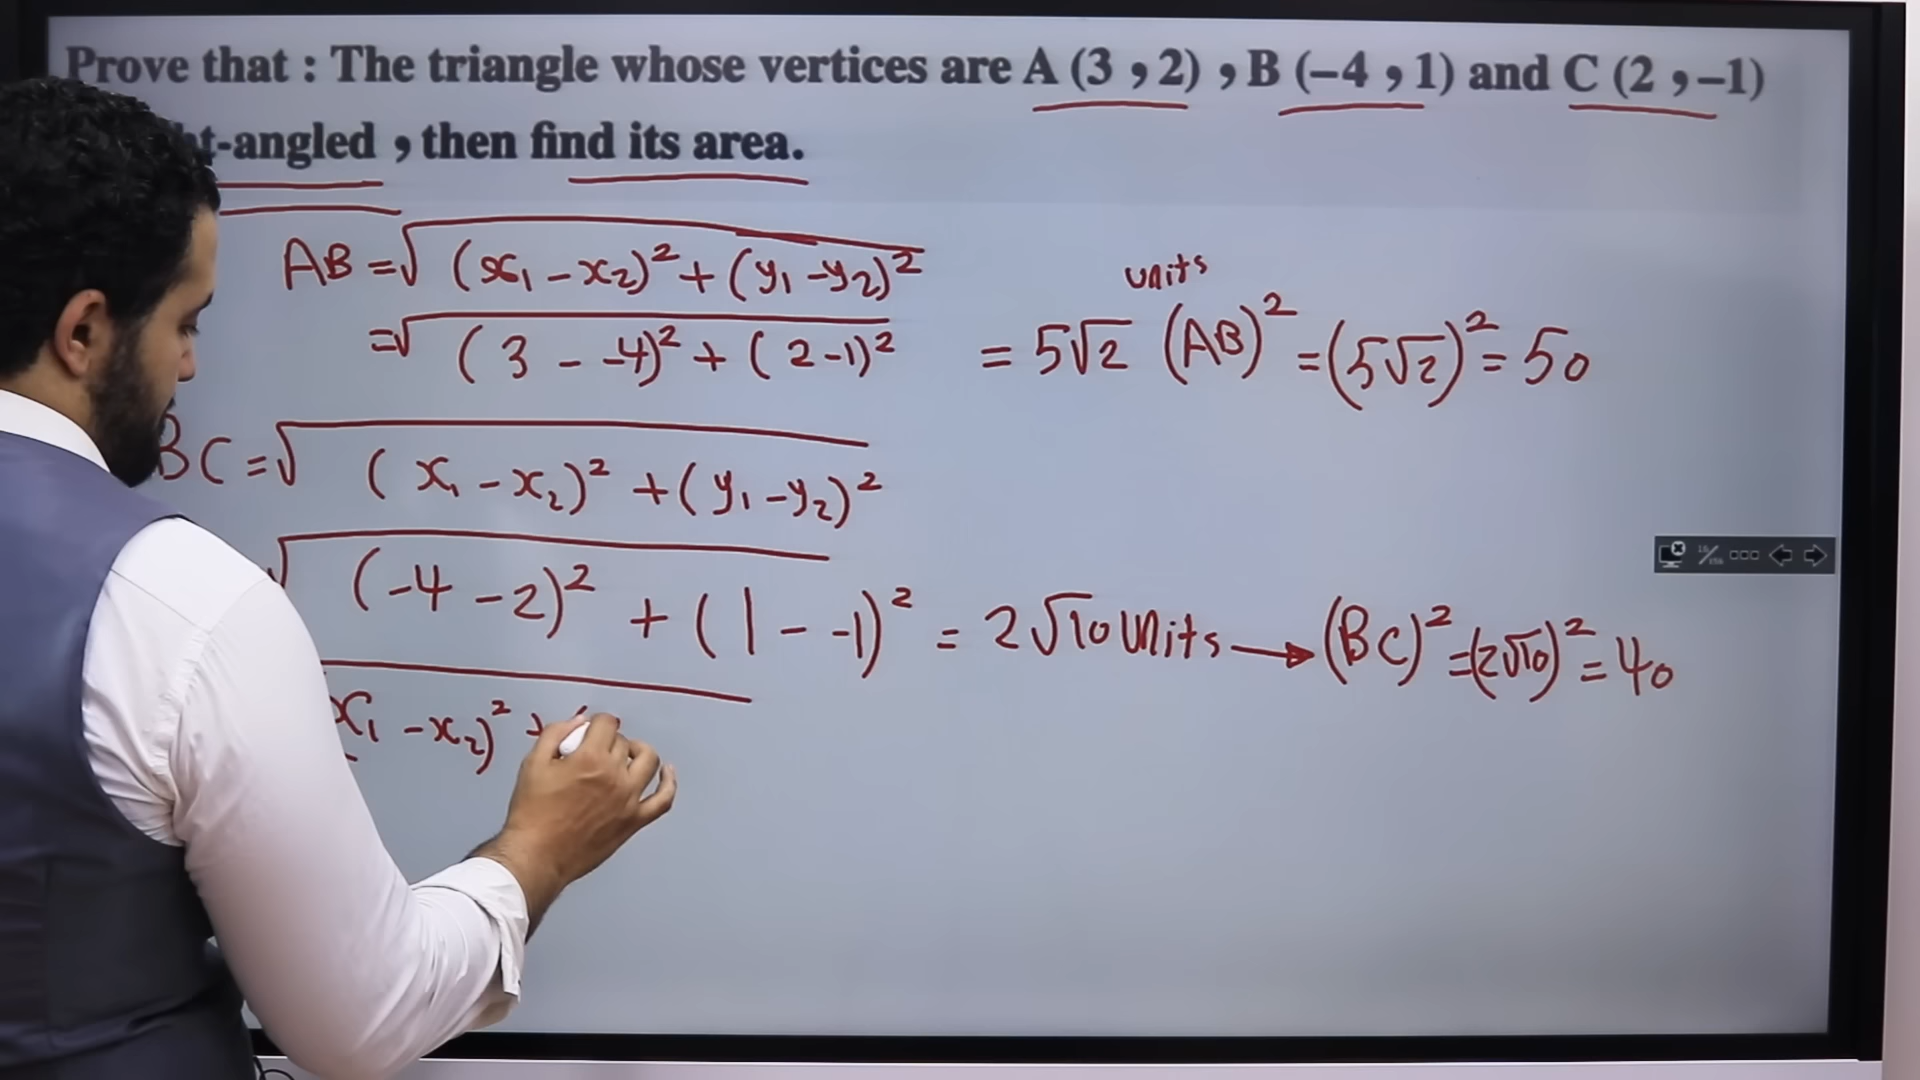 Prove that : The triangle whose vertices are A (3 , 2) , B (–4 , 1) and C (2 , –1)
t-angled , then find its area.
AB = √(x₁ - x₂)² + (y₁ - y₂)²
units
= √(3 - -4)² + (2-1)² = 5√2 (AB)² = (5√2)² = 50
BC = √(x₁ - x₂)² + (y₁ - y₂)²
√(-4 - 2)² + (1 - -1)² = 2√10 units → (BC)² = (2√10)² = 40
x₁ - x₂)² + (